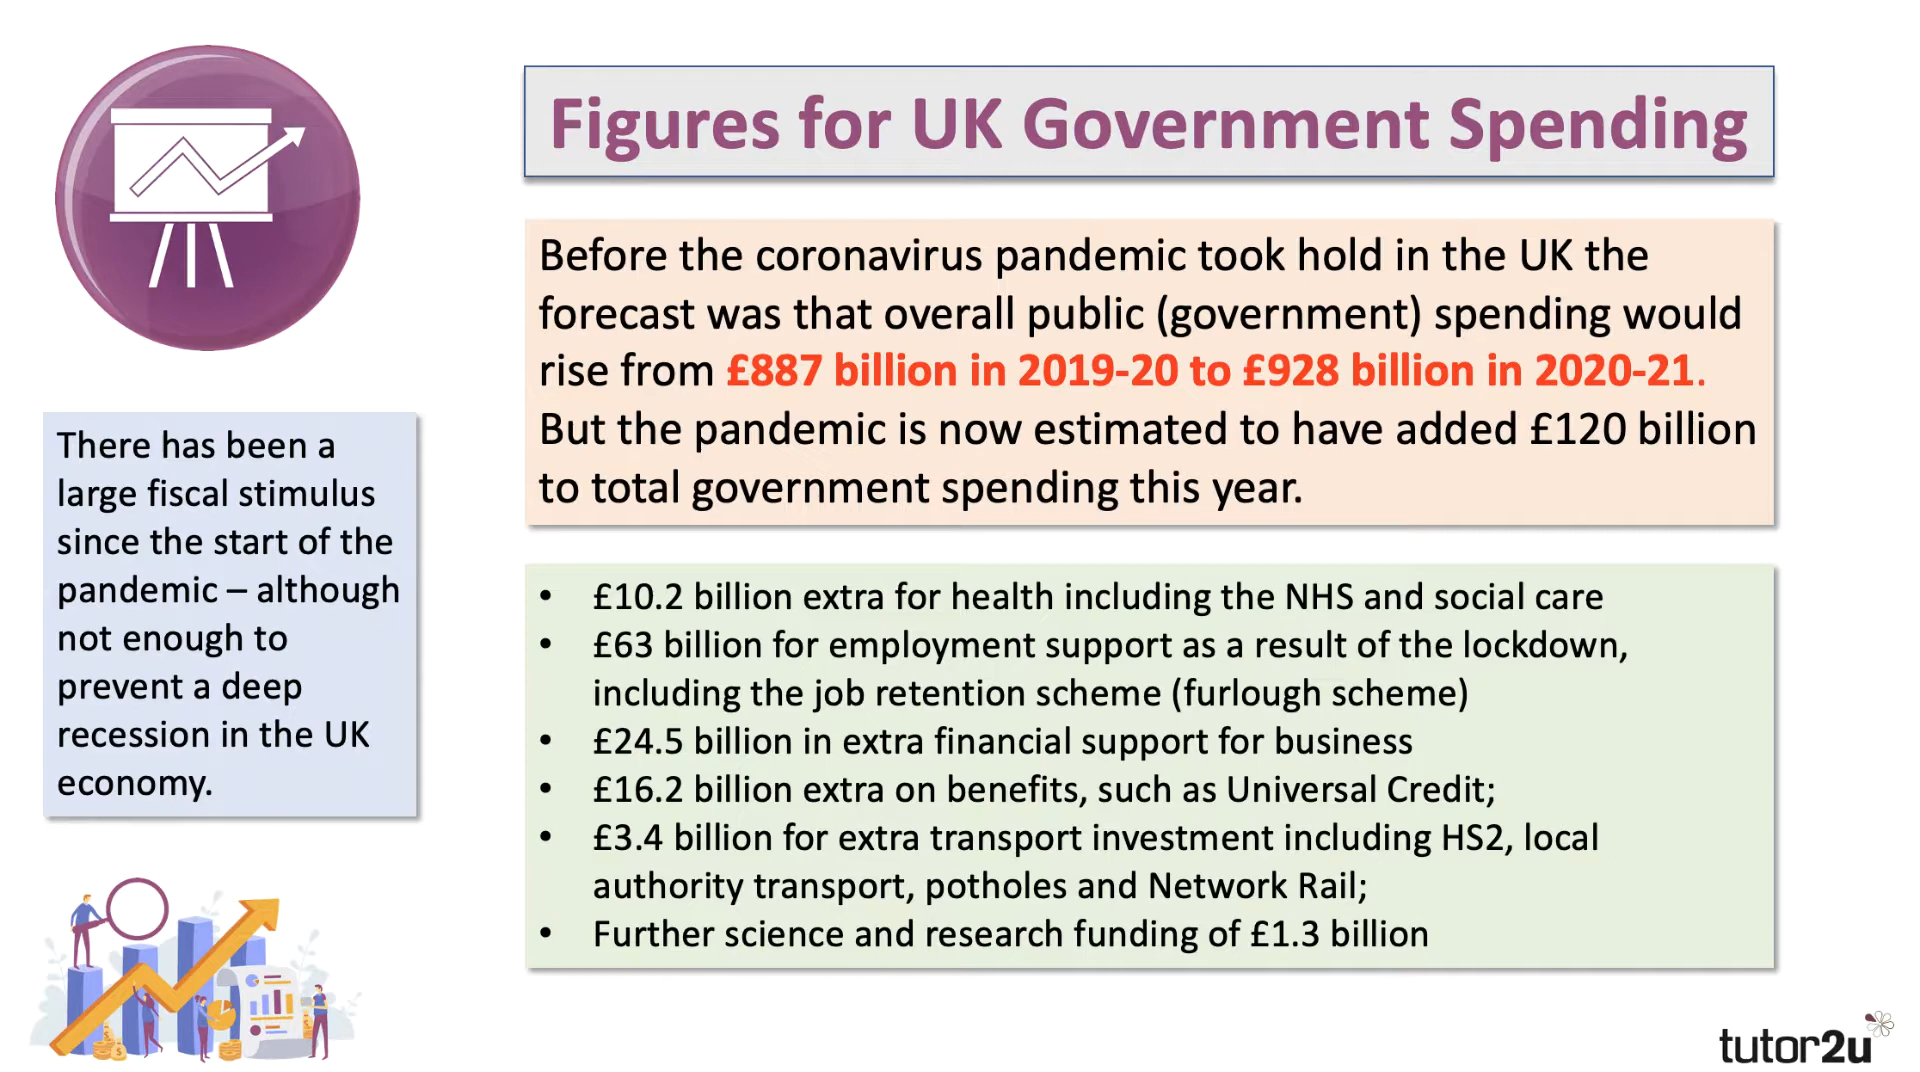 Figures for UK Government Spending
Before the coronavirus pandemic took hold in the UK the
forecast was that overall public (government) spending would
rise from £887 billion in 2019-20 to £928 billion in 2020-21.
But the pandemic is now estimated to have added £120 billion
to total government spending this year.
There has been a
large fiscal stimulus
since the start of the
pandemic – although
not enough to
prevent a deep
recession in the UK
economy.
• £10.2 billion extra for health including the NHS and social care
• £63 billion for employment support as a result of the lockdown,
including the job retention scheme (furlough scheme)
• £24.5 billion in extra financial support for business
• £16.2 billion extra on benefits, such as Universal Credit;
• £3.4 billion for extra transport investment including HS2, local
authority transport, potholes and Network Rail;
• Further science and research funding of £1.3 billion
tutor2u